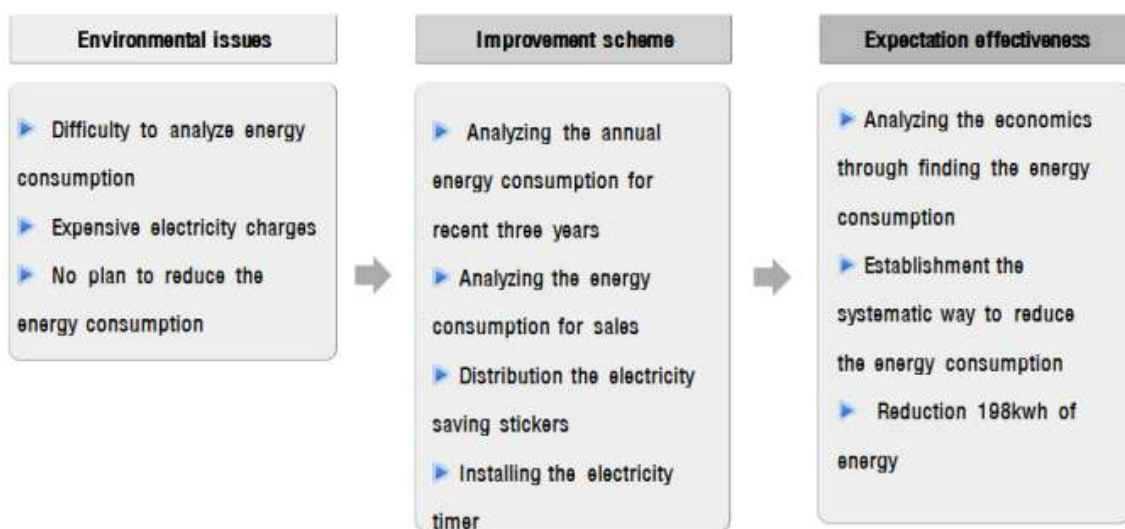 Environmental issues
Difficulty to analyze energy
consumption
Expensive electricity charges
No plan to reduce the
energy consumption
Improvement scheme
Analyzing the annual
energy consumption for
recent three years
Analyzing the energy
consumption for sales
Distribution the electricity
saving stickers
Installing the electricity
timer
Expectation effectiveness
Analyzing the economics
through finding the energy
consumption
Establishment the
systematic way to reduce
the energy consumption
Reduction 198kwh of
energy